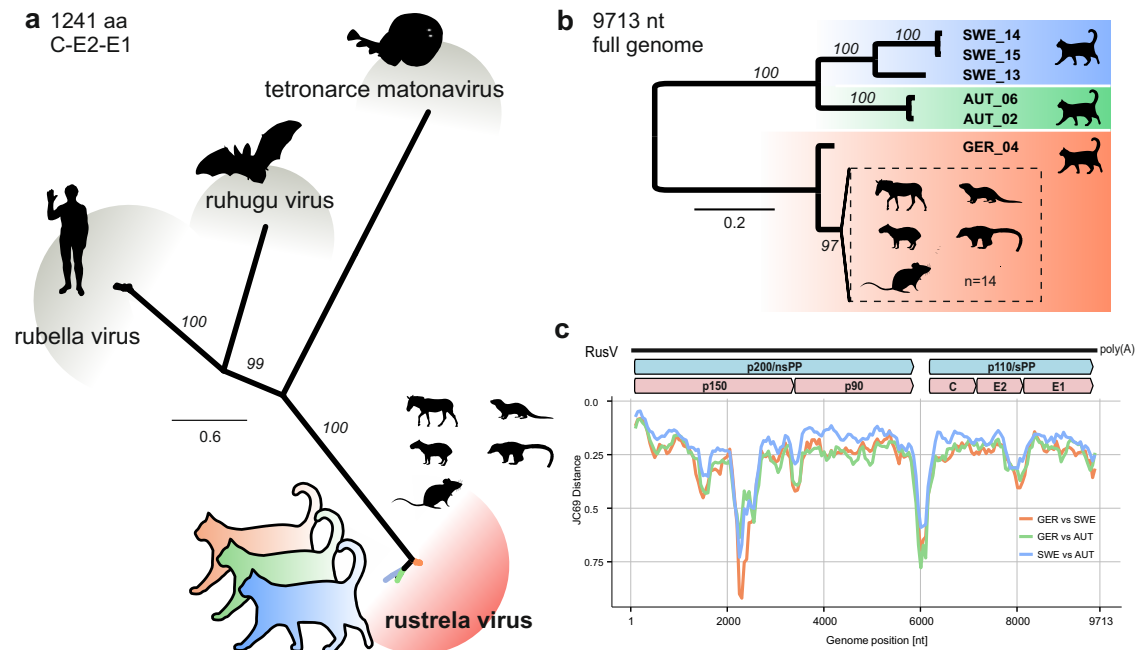 a 1241 aa
C-E2-E1
tetronarce matonavirus
ruhugu virus
rubella virus
100
99
100
0.6
rustrela virus
b 9713 nt
full genome
100
100
100
100
SWE_14
SWE_15
SWE_13
AUT_06
AUT_02
GER_04
0.2
97
n=14
c
RusV
poly(A)
p200/nsPP
p110/sPP
p150
p90
C
E2
E1
JC69 Distance
0.0
0.25
0.5
0.75
GER vs SWE
GER vs AUT
SWE vs AUT
1
2000
4000
6000
8000
9713
Genome position [nt]